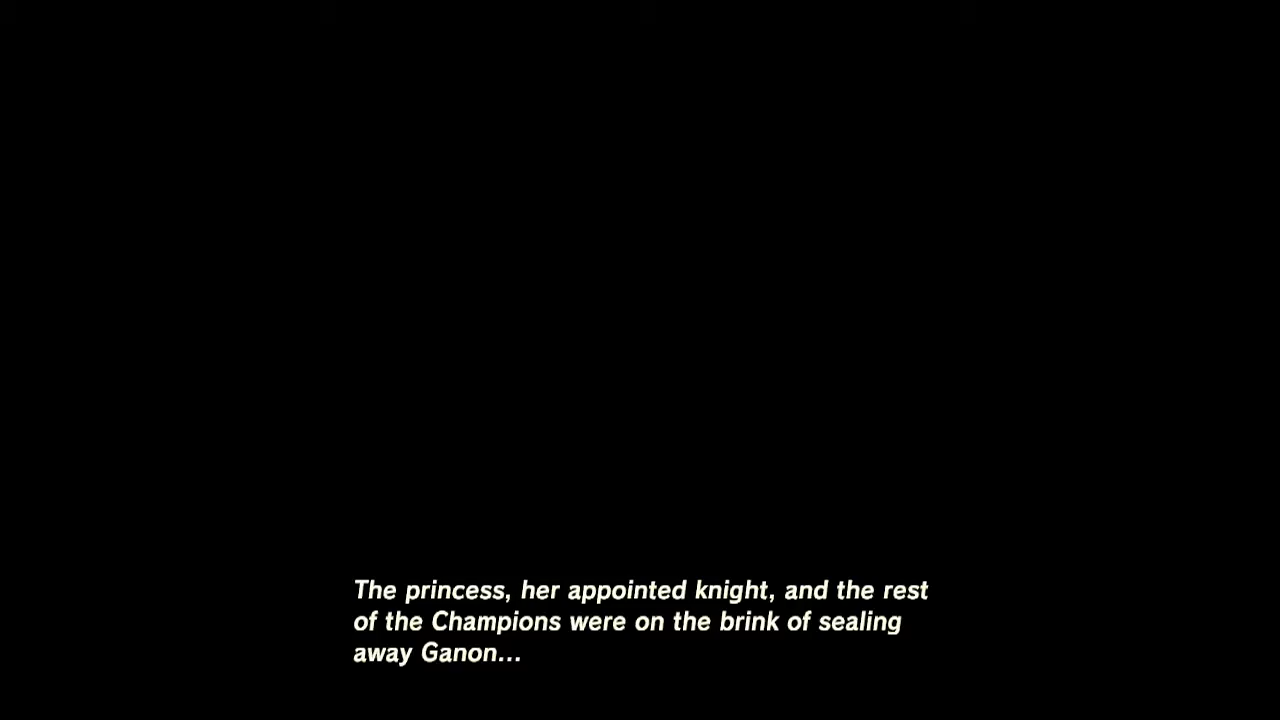 The princess, her appointed knight, and the rest
of the Champions were on the brink of sealing
away Ganon...